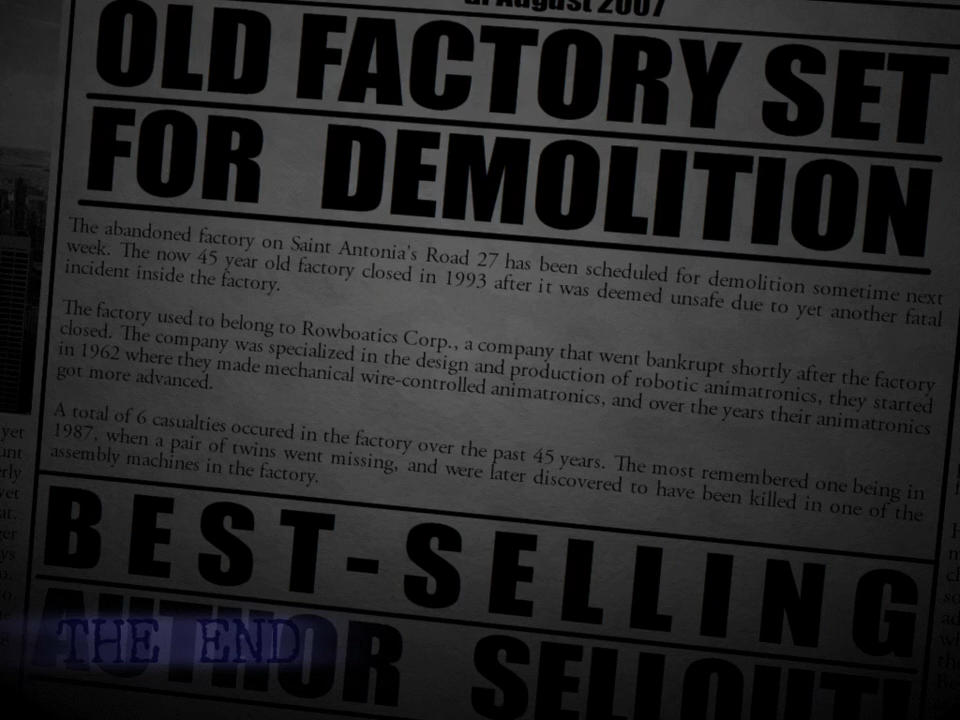 August 2007
OLD FACTORY SET
FOR DEMOLITION
The abandoned factory on Saint Antonia's Road 27 has been scheduled for demolition sometime next
week. The now 45 year old factory closed in 1993 after it was deemed unsafe due to yet another fatal
incident inside the factory.
The factory used to belong to Rowboatics Corp., a company that went bankrupt shortly after the factory
closed. The company was specialized in the design and production of robotic animatronics, they started
in 1962 where they made mechanical wire-controlled animatronics, and over the years their animatronics
got more advanced.
A total of 6 casualties occured in the factory over the past 45 years. The most remembered one being in
1987, when a pair of twins went missing, and were later discovered to have been killed in one of the
assembly machines in the factory.
yet
BEST-SELLING
AUTHOR SELLOUT!
THE END